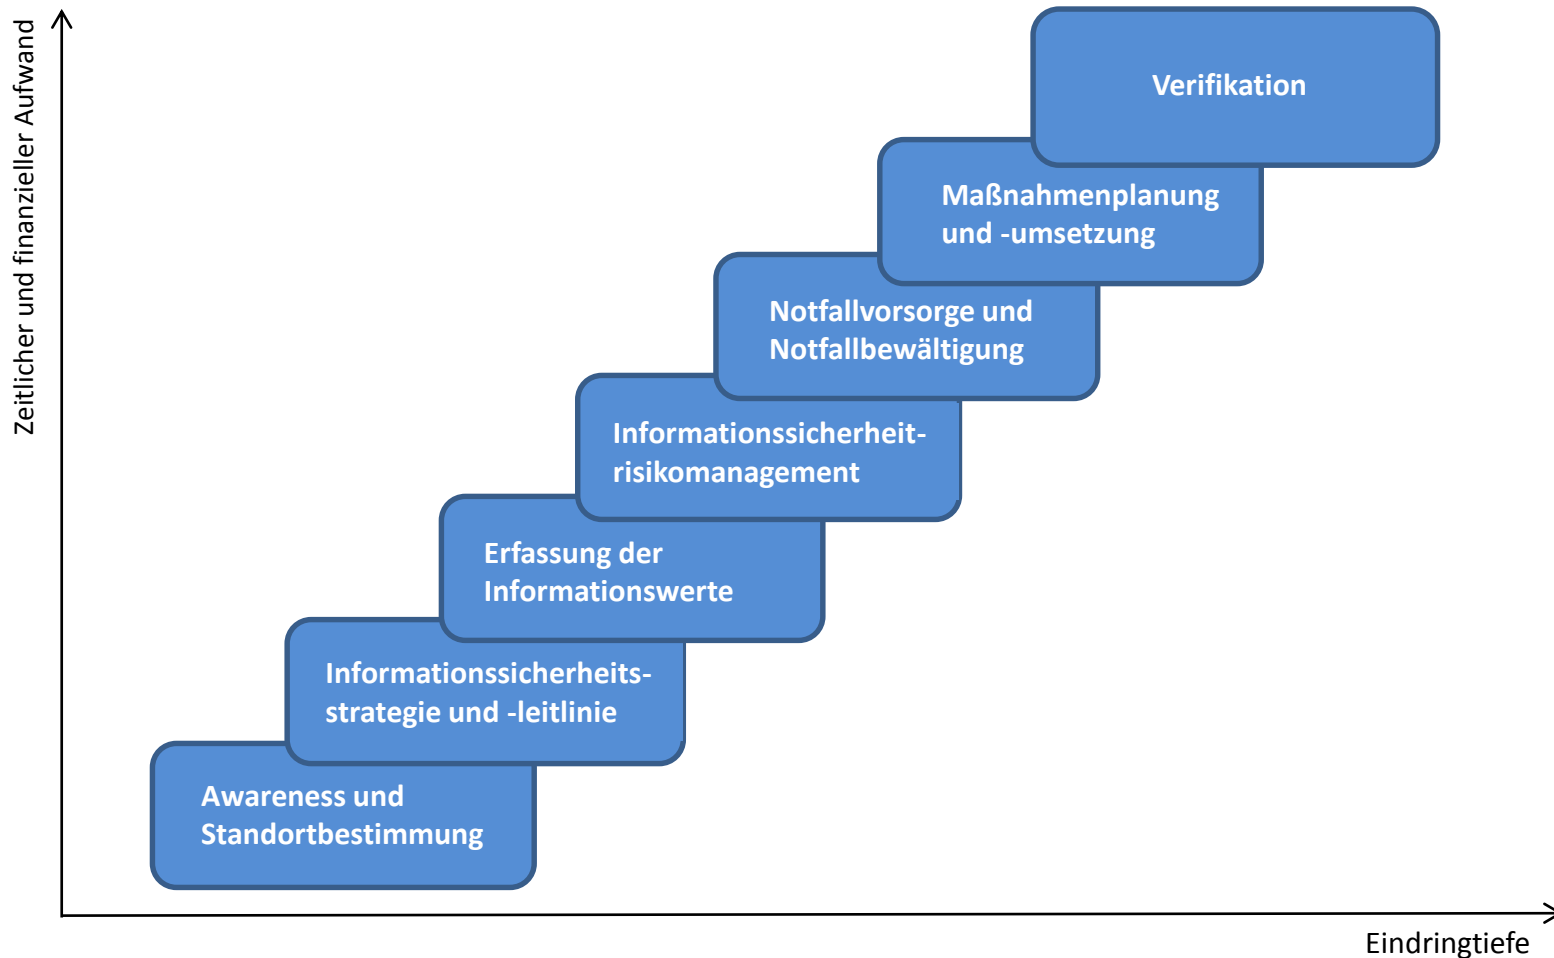 Zeitlicher und finanzieller Aufwand
Verifikation
Maßnahmenplanung
und -umsetzung
Notfallvorsorge und
Notfallbewältigung
Informationssicherheit-
risikomanagement
Erfassung der
Informationswerte
Informationssicherheits-
strategie und -leitlinie
Awareness und
Standortbestimmung
Eindringtiefe